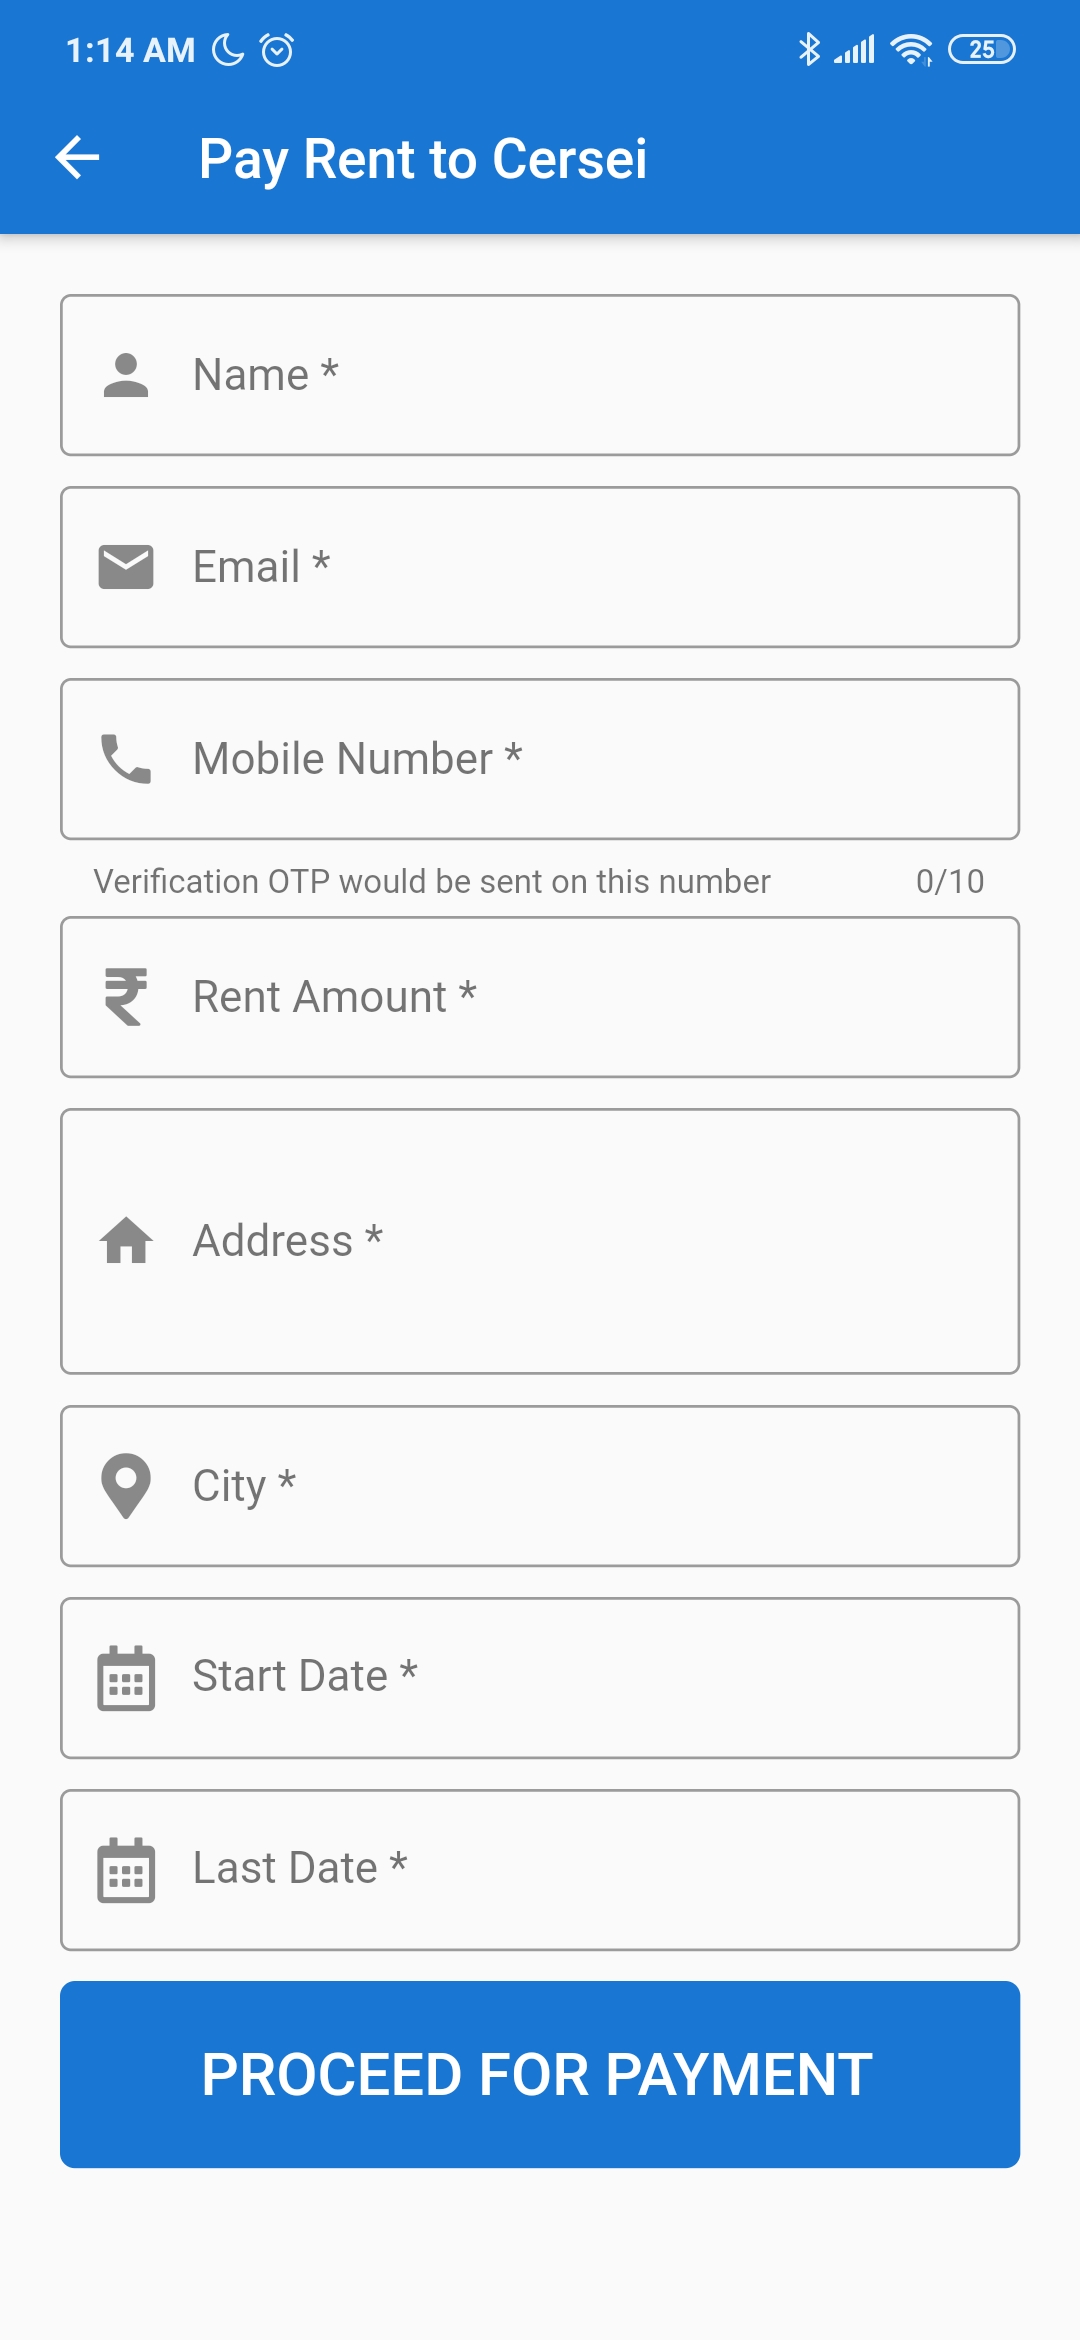 1:14 AM 25
Pay Rent to Cersei
Name *
Email *
Mobile Number *
Verification OTP would be sent on this number 0/10
₹ Rent Amount *
Address *
City *
Start Date *
Last Date *
PROCEED FOR PAYMENT